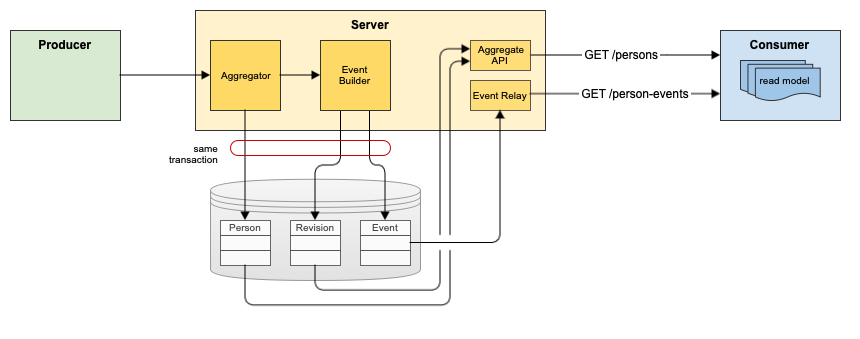 Server
Producer
Consumer
Aggregator
Event
Builder
Aggregate
API
GET /persons
read model
Event Relay
GET /person-events
same
transaction
Person
Revision
Event